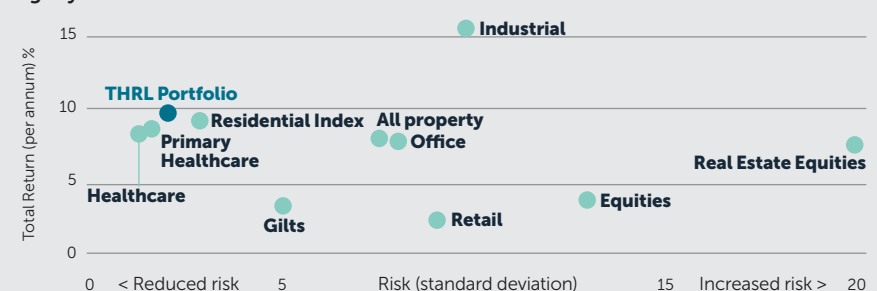 15
Industrial
THRL Portfolio
10
Residential Index
All property
Primary
Healthcare
Office
Real Estate Equities
5
Healthcare
Equities
Gilts
Retail
0
Total Return (per annum) %
0 < Reduced risk 5 Risk (standard deviation) 15 Increased risk > 20